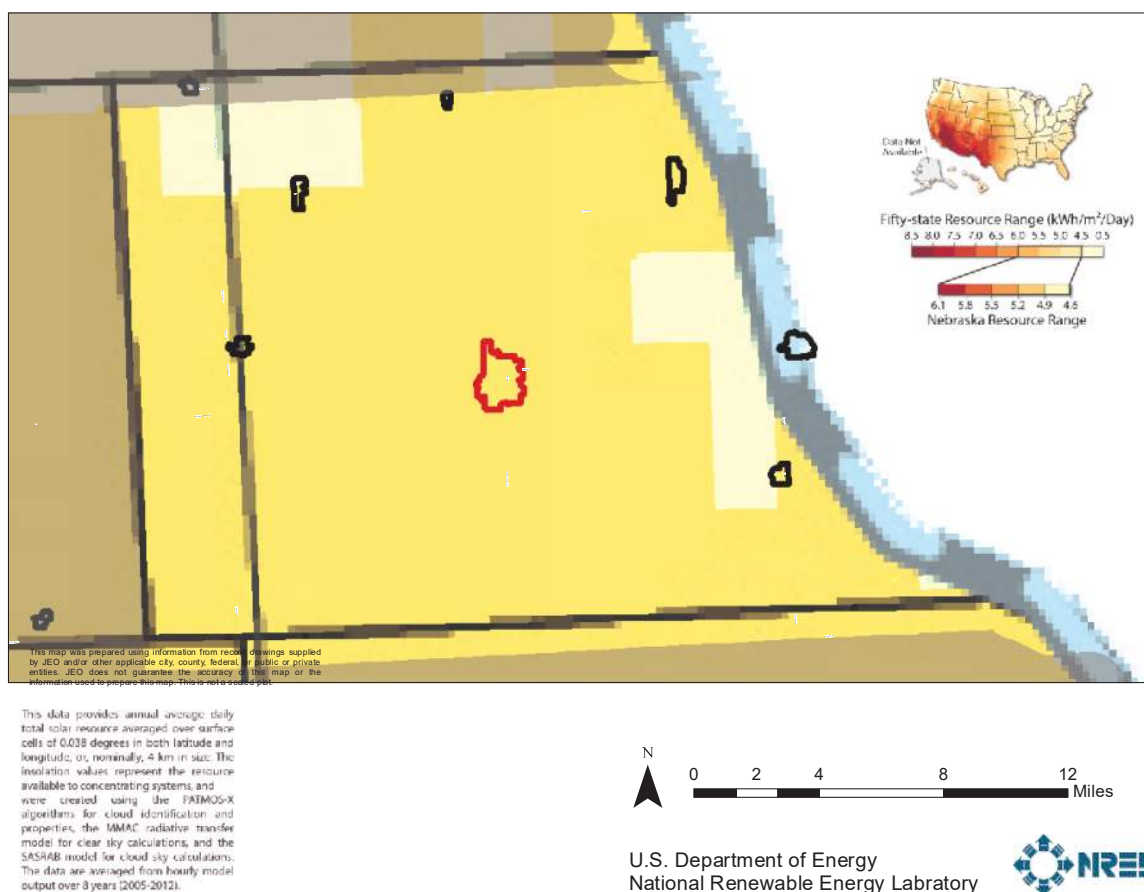 Data Not
Available
Fifty-state Resource Range (kWh/m²/Day)
8.5 8.0 7.5 7.0 6.5 6.0 5.5 5.0 4.5 0.5
6.1 5.8 5.5 5.2 4.9 4.6
Nebraska Resource Range
This map was prepared using information from record drawings supplied
by JEO and/or other applicable city, county, federal, or public or private
entities. JEO does not guarantee the accuracy of this map or the
information used to prepare this map. This is not a scaled plat.
This data provides annual average daily
total solar resource averaged over surface
cells of 0.038 degrees in both latitude and
longitude, or, nominally, 4 km in size. The
insolation values represent the resource
available to concentrating systems, and
were created using the PATMOS-X
algorithms for cloud identification and
properties, the MMAC radiative transfer
model for clear sky calculations, and the
SASRAB model for cloud sky calculations.
The data are averaged from hourly model
output over 8 years (2005-2012).
N
0 2 4 8 12
Miles
U.S. Department of Energy
National Renewable Energy Labratory
NREL